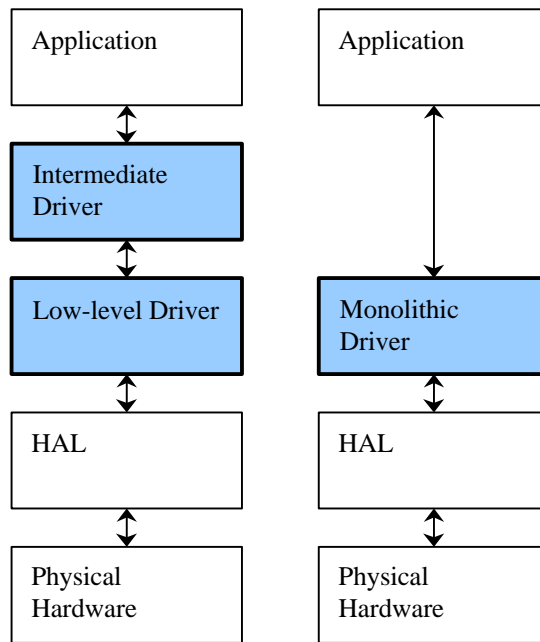 Application
Intermediate
Driver
Low-level Driver
HAL
Physical
Hardware
Application
Monolithic
Driver
HAL
Physical
Hardware